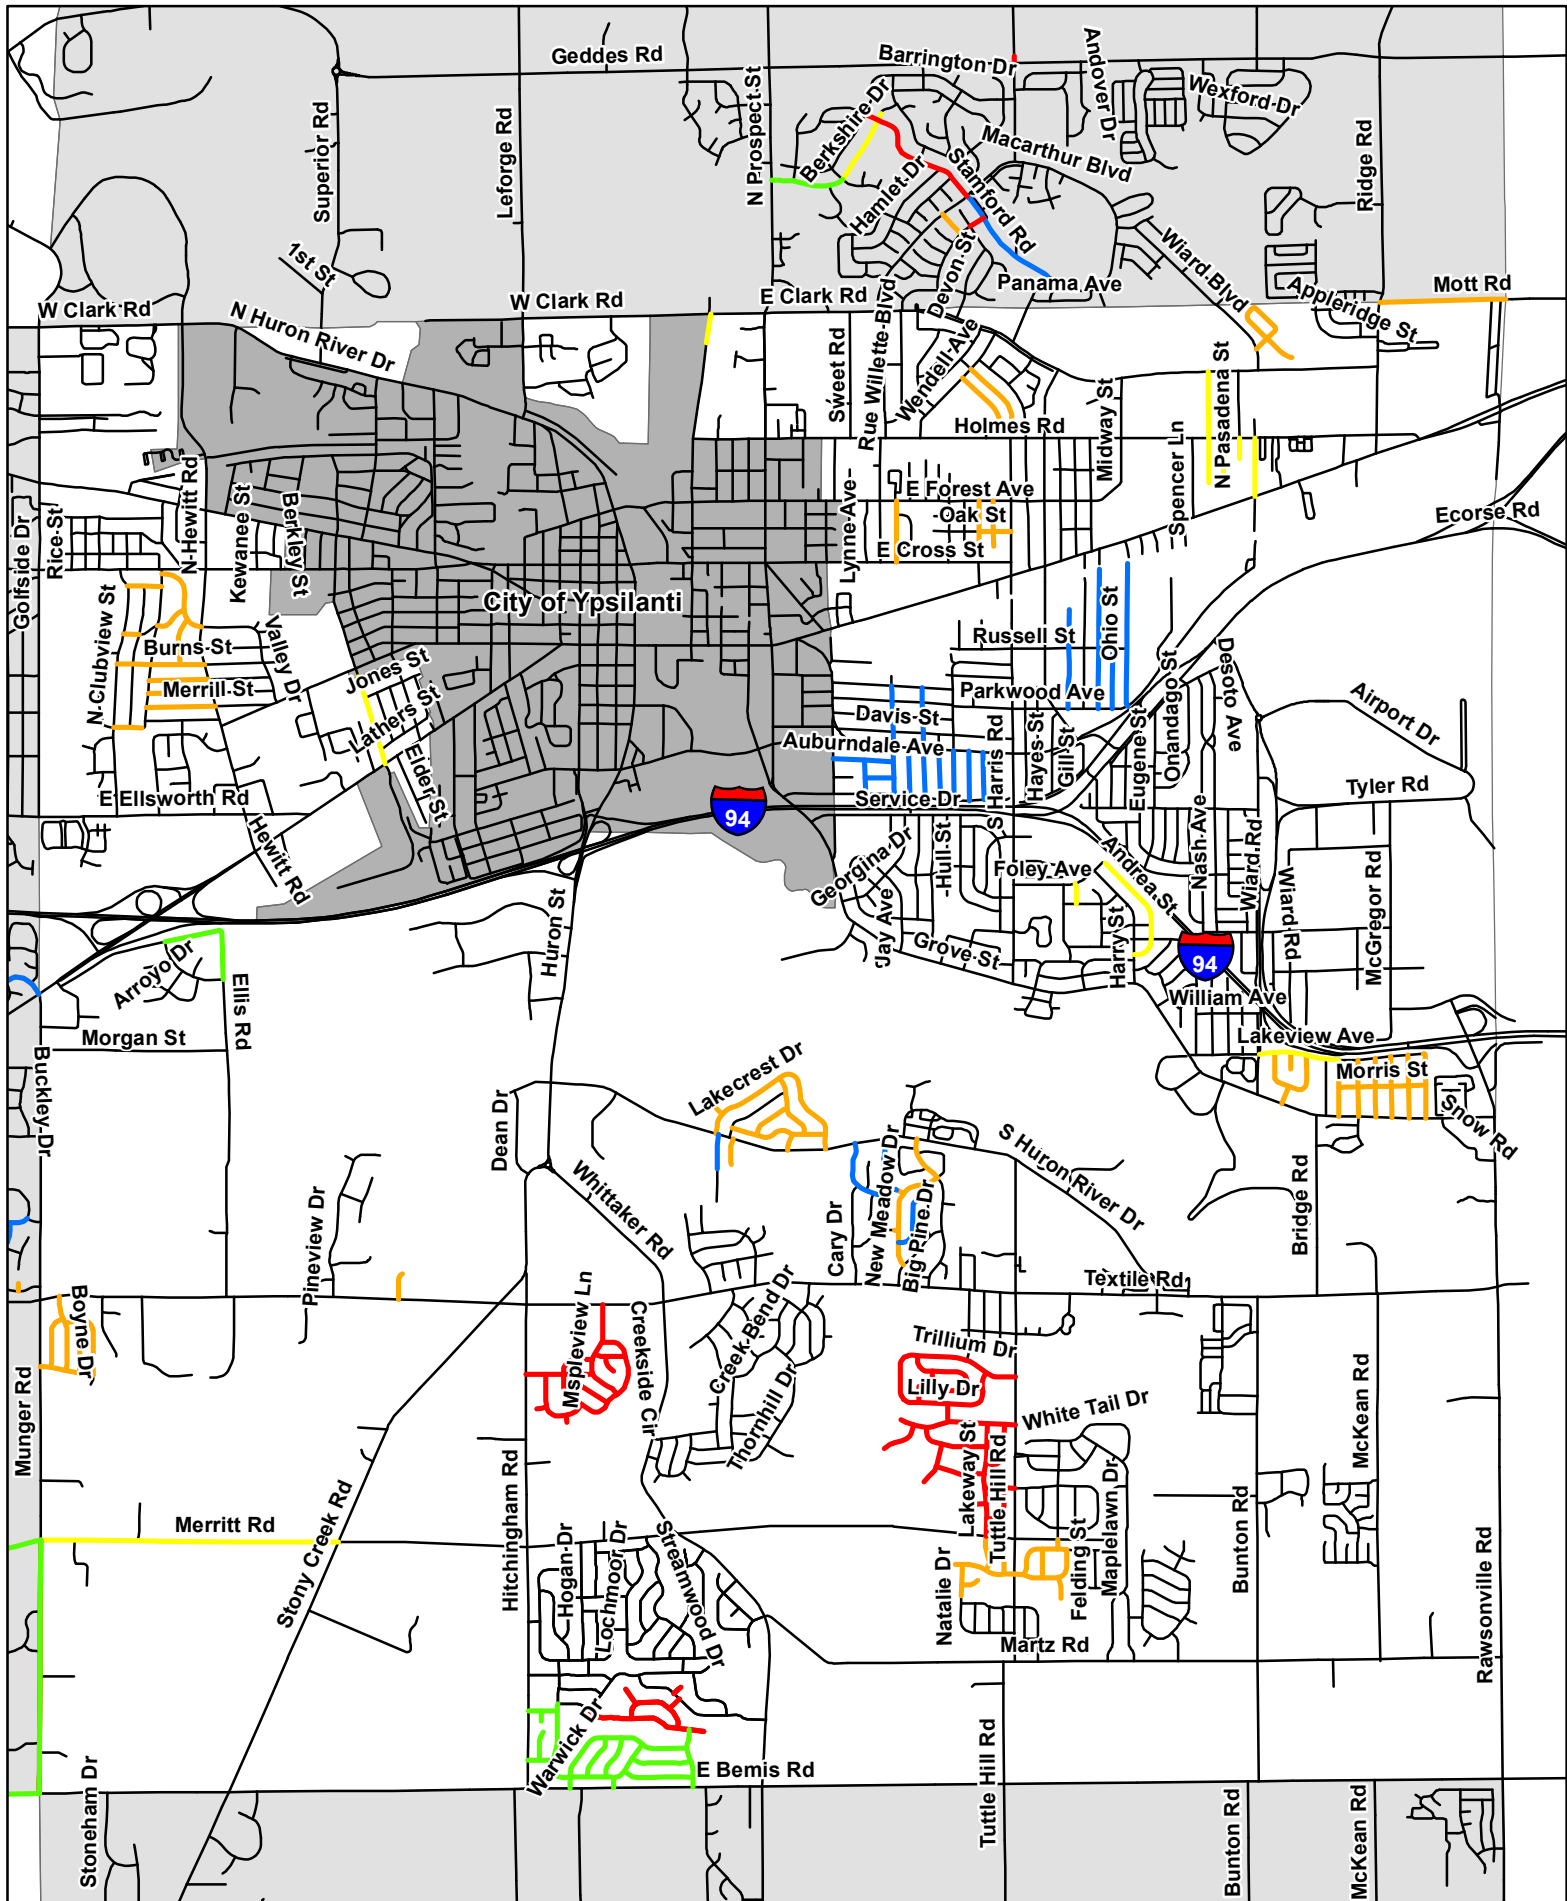 Geddes Rd
Barrington Dr
Andover Dr
Wexford Dr
Superior Rd
Leforge Rd
N Prospect St
Berkshire Dr
Macarthur Blvd
Ridge Rd
Hamlet Dr
Stamford Rd
1st St
Devon St
Panama Ave
Wiard Blvd
Appleridge St
Mott Rd
W Clark Rd
N Huron River Dr
W Clark Rd
E Clark Rd
Rue Willette Blvd
Sweet Rd
Wendell Ave
Holmes Rd
Midway St
N Pasadena St
Spencer Ln
Golfside Dr
Rice St
N Hewitt Rd
Kewanee St
Berkley St
Lynne Ave
E Forest Ave
Oak St
E Cross St
Ecorse Rd
City of Ypsilanti
N Clubview St
Burns St
Merrill St
Valley Dr
Jones St
Lathers St
Elder St
E Ellsworth Rd
Hewitt Rd
Russell St
Ohio St
Parkwood Ave
Davis St
Auburndale Ave
Service Dr
S Harris Rd
Hayes St
Gill St
Eugene St
Onandago St
Desoto Ave
Airport Dr
Tyler Rd
94
Georgina Dr
Hull St
Foley Ave
Andrea St
Nash Ave
Wiard Rd
Wiard Rd
McGregor Rd
Jay Ave
Grove St
Harry St
94
William Ave
Lakeview Ave
Morris St
Snow Rd
Huron St
Arroyo Dr
Ellis Rd
Morgan St
Buckley Dr
Dean Dr
Lakecrest Dr
Whittaker Rd
Pineview Dr
Cary Dr
New Meadow Dr
Big Pine Dr
S Huron River Dr
Bridge Rd
Textile Rd
Boyne Dr
Munger Rd
Mspleview Ln
Creekside Cir
Creek Bend Dr
Thornhill Dr
Trillium Dr
Lilly Dr
White Tail Dr
Lakeway St
Tuttle Hill Rd
Maplelawn Dr
McKean Rd
Hitchingham Rd
Merritt Rd
Stony Creek Rd
Hogan Dr
Lochmoor Dr
Streamwood Dr
Natalie Dr
Felding St
Bunton Rd
Rawsonville Rd
Martz Rd
Warwick Dr
E Bemis Rd
Stoneham Dr
Tuttle Hill Rd
Bunton Rd
McKean Rd